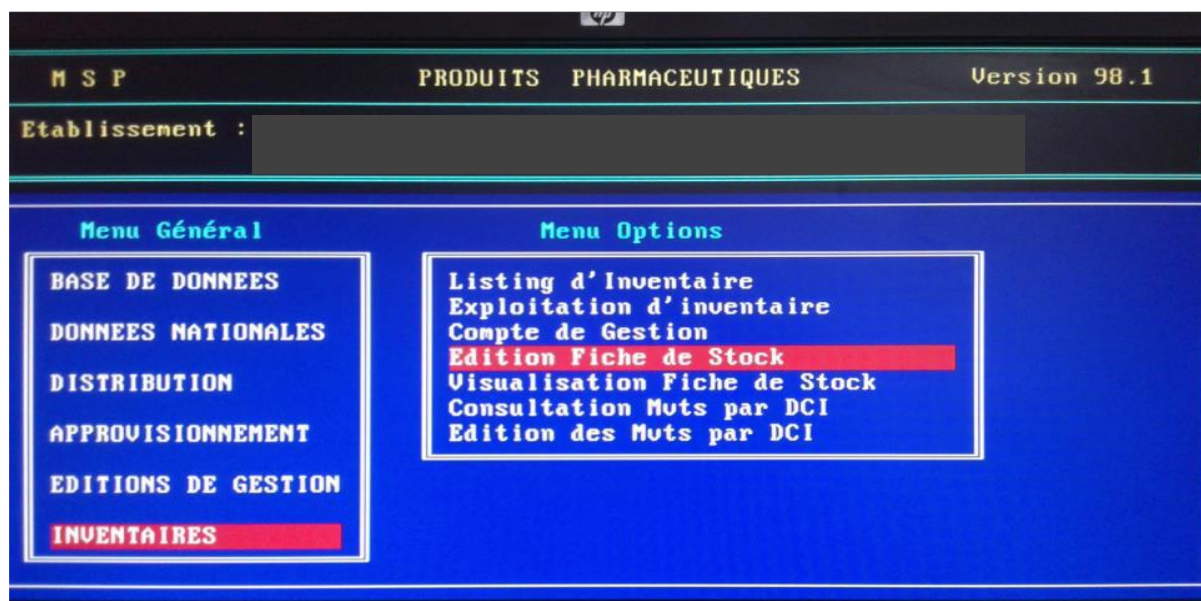 hp
M S P PRODUITS PHARMACEUTIQUES Version 98.1
Etablissement :
Menu Général
BASE DE DONNEES
DONNEES NATIONALES
DISTRIBUTION
APPROVISIONNEMENT
EDITIONS DE GESTION
INVENTAIRES
Menu Options
Listing d'Inventaire
Exploitation d'inventaire
Compte de Gestion
Edition Fiche de Stock
Visualisation Fiche de Stock
Consultation Mvts par DCI
Edition des Mvts par DCI